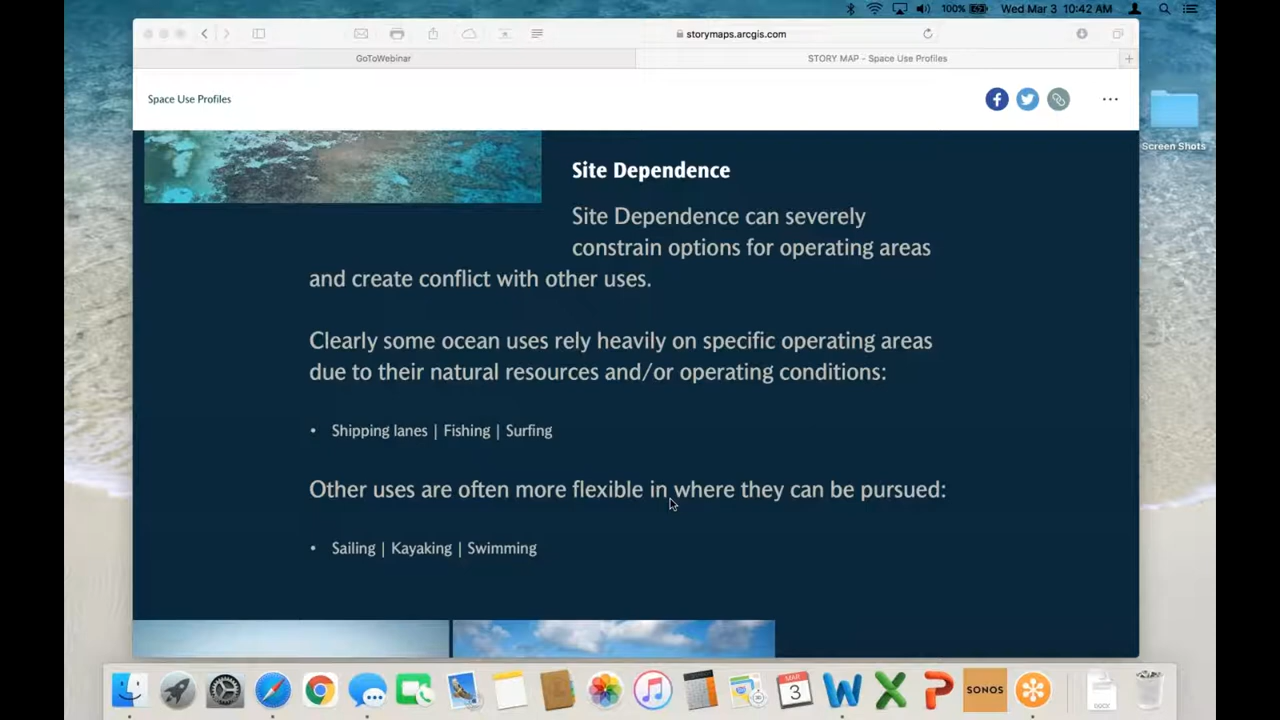 100% Wed Mar 3 10:42 AM
storymaps.arcgis.com
GoToWebinar STORY MAP - Space Use Profiles
Space Use Profiles
Screen Shots
Site Dependence
Site Dependence can severely
constrain options for operating areas
and create conflict with other uses.
Clearly some ocean uses rely heavily on specific operating areas
due to their natural resources and/or operating conditions:
• Shipping lanes | Fishing | Surfing
Other uses are often more flexible in where they can be pursued:
• Sailing | Kayaking | Swimming
MAR
3
SONOS
DOCX